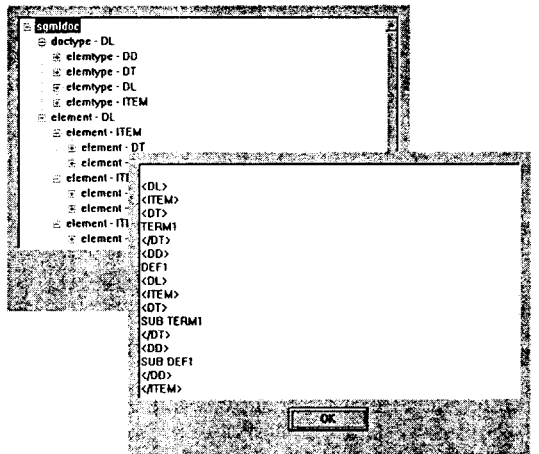 sgmldoc
doctype - DL
elemtype - DD
elemtype - DT
elemtype - DL
elemtype - ITEM
element - DL
element - ITEM
element - DT
element -
element - ITE
element -
element -
element - ITE
element -
<DL>
<ITEM>
<DT>
TERM1
</DT>
<DD>
DEF1
<DL>
<ITEM>
<DT>
SUB TERM1
</DT>
<DD>
SUB DEF1
</DD>
</ITEM>
OK